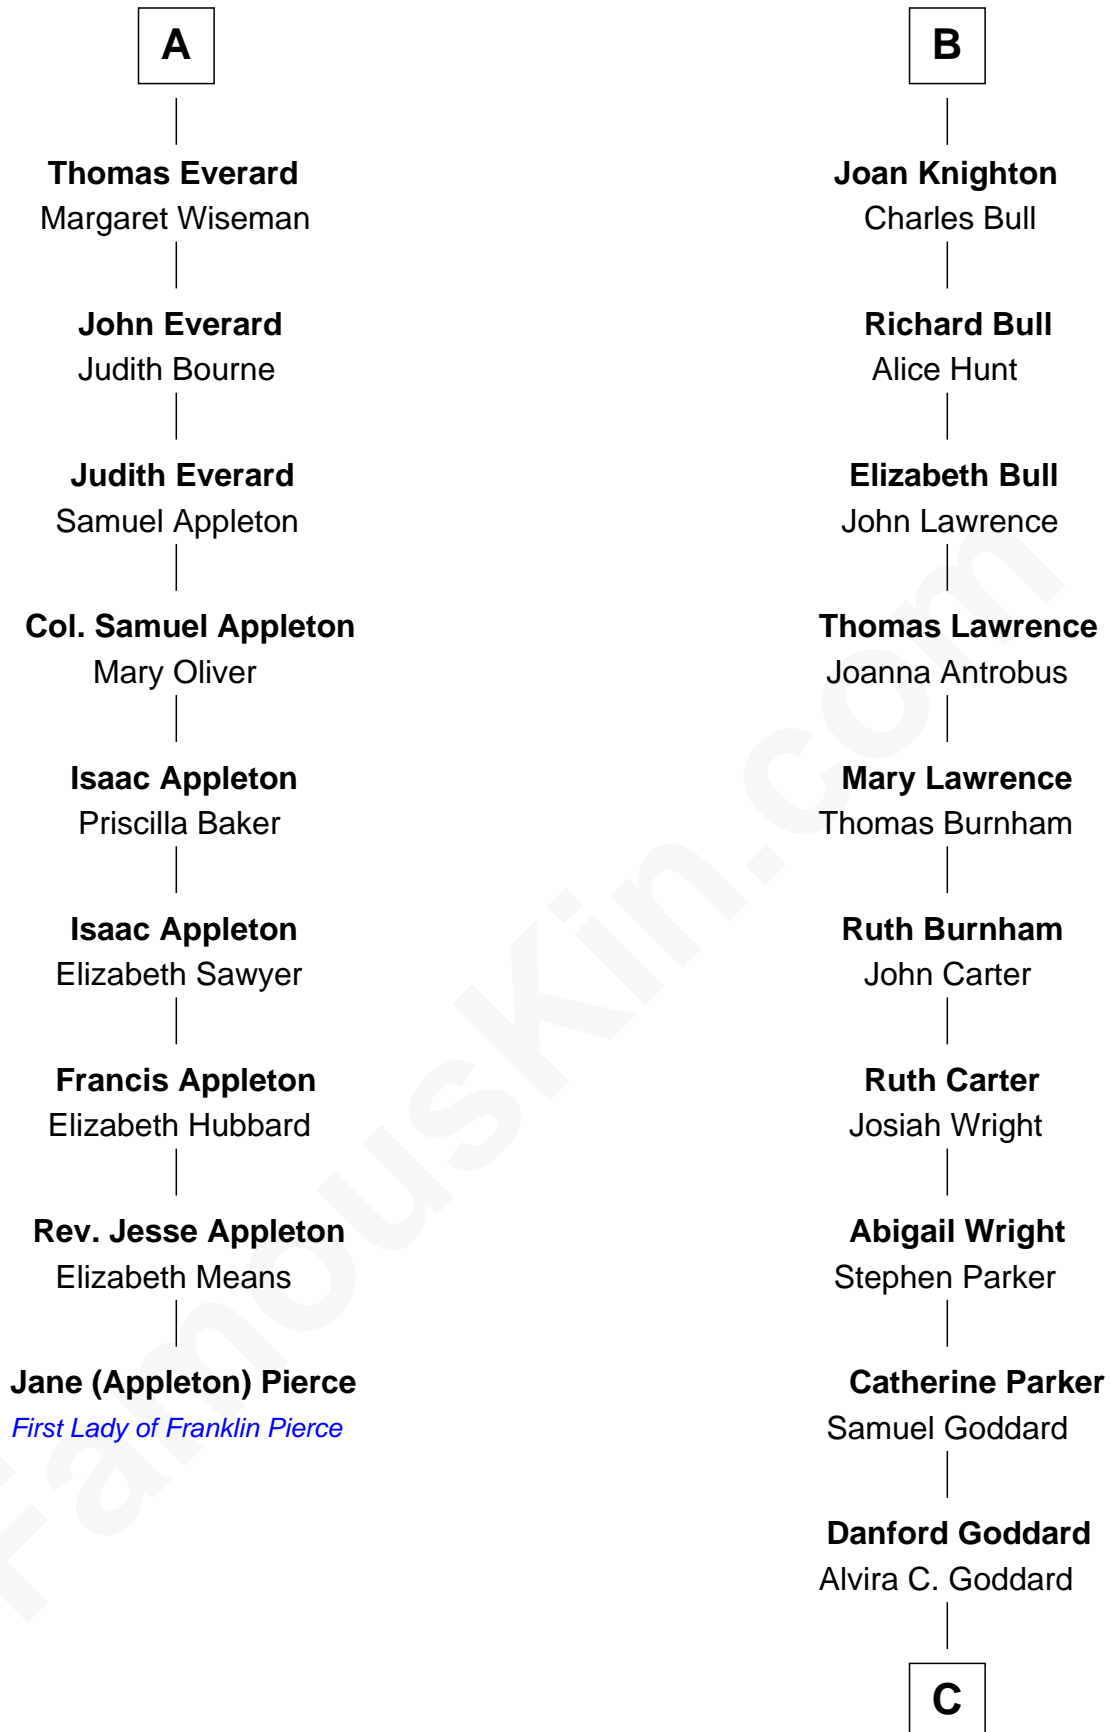 A
Thomas Everard
Margaret Wiseman
John Everard
Judith Bourne
Judith Everard
Samuel Appleton
Col. Samuel Appleton
Mary Oliver
Isaac Appleton
Priscilla Baker
Isaac Appleton
Elizabeth Sawyer
Francis Appleton
Elizabeth Hubbard
Rev. Jesse Appleton
Elizabeth Means
Jane (Appleton) Pierce
First Lady of Franklin Pierce
B
Joan Knighton
Charles Bull
Richard Bull
Alice Hunt
Elizabeth Bull
John Lawrence
Thomas Lawrence
Joanna Antrobus
Mary Lawrence
Thomas Burnham
Ruth Burnham
John Carter
Ruth Carter
Josiah Wright
Abigail Wright
Stephen Parker
Catherine Parker
Samuel Goddard
Danford Goddard
Alvira C. Goddard
C
FamousKin.com